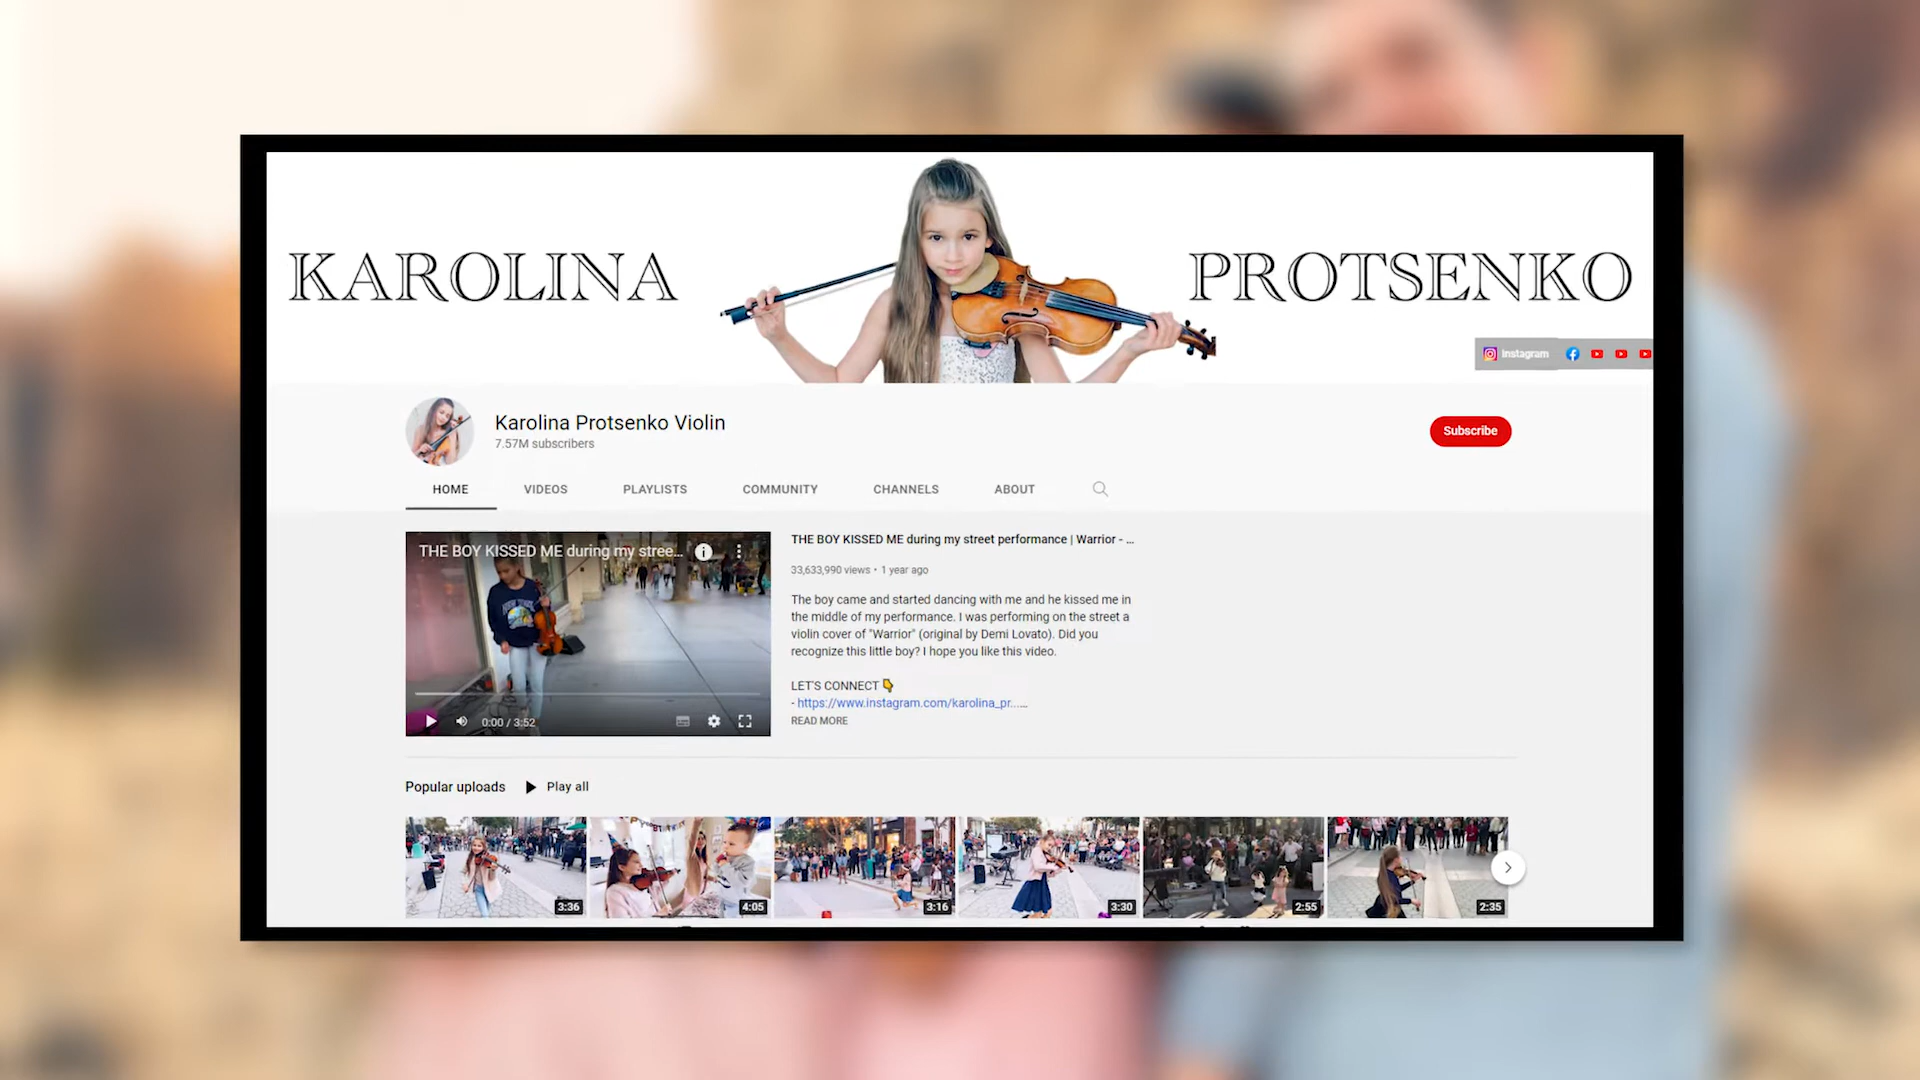 KAROLINA PROTSENKO
Instagram
Karolina Protsenko Violin
7.57M subscribers
Subscribe
HOME VIDEOS PLAYLISTS COMMUNITY CHANNELS ABOUT
THE BOY KISSED ME during my stree...
0:00 / 3:52
THE BOY KISSED ME during my street performance | Warrior - ...
33,633,990 views • 1 year ago
The boy came and started dancing with me and he kissed me in
the middle of my performance. I was performing on the street a
violin cover of "Warrior" (original by Demi Lovato). Did you
recognize this little boy? I hope you like this video.
LET'S CONNECT 👇
- https://www.instagram.com/karolina_pr......
READ MORE
Popular uploads Play all
3:36 4:05 3:16 3:30 2:55 2:35